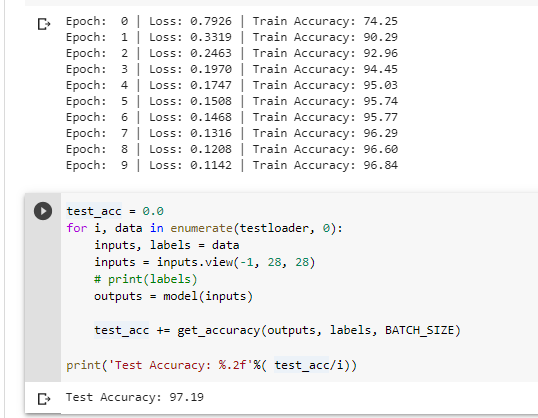 Epoch:  0 | Loss: 0.7926 | Train Accuracy: 74.25
Epoch:  1 | Loss: 0.3319 | Train Accuracy: 90.29
Epoch:  2 | Loss: 0.2463 | Train Accuracy: 92.96
Epoch:  3 | Loss: 0.1970 | Train Accuracy: 94.45
Epoch:  4 | Loss: 0.1747 | Train Accuracy: 95.03
Epoch:  5 | Loss: 0.1508 | Train Accuracy: 95.74
Epoch:  6 | Loss: 0.1468 | Train Accuracy: 95.77
Epoch:  7 | Loss: 0.1316 | Train Accuracy: 96.29
Epoch:  8 | Loss: 0.1208 | Train Accuracy: 96.60
Epoch:  9 | Loss: 0.1142 | Train Accuracy: 96.84
test_acc = 0.0
for i, data in enumerate(testloader, 0):
    inputs, labels = data
    inputs = inputs.view(-1, 28, 28)
    # print(labels)
    outputs = model(inputs)
    test_acc += get_accuracy(outputs, labels, BATCH_SIZE)
print('Test Accuracy: %.2f'%( test_acc/i))
Test Accuracy: 97.19